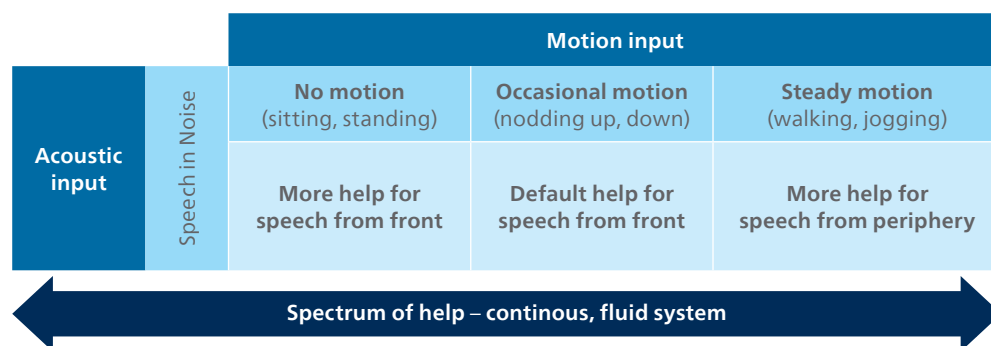 Motion input
Acoustic
input
Speech in Noise
No motion
(sitting, standing)
Occasional motion
(nodding up, down)
Steady motion
(walking, jogging)
More help for
speech from front
Default help for
speech from front
More help for
speech from periphery
Spectrum of help – continous, fluid system